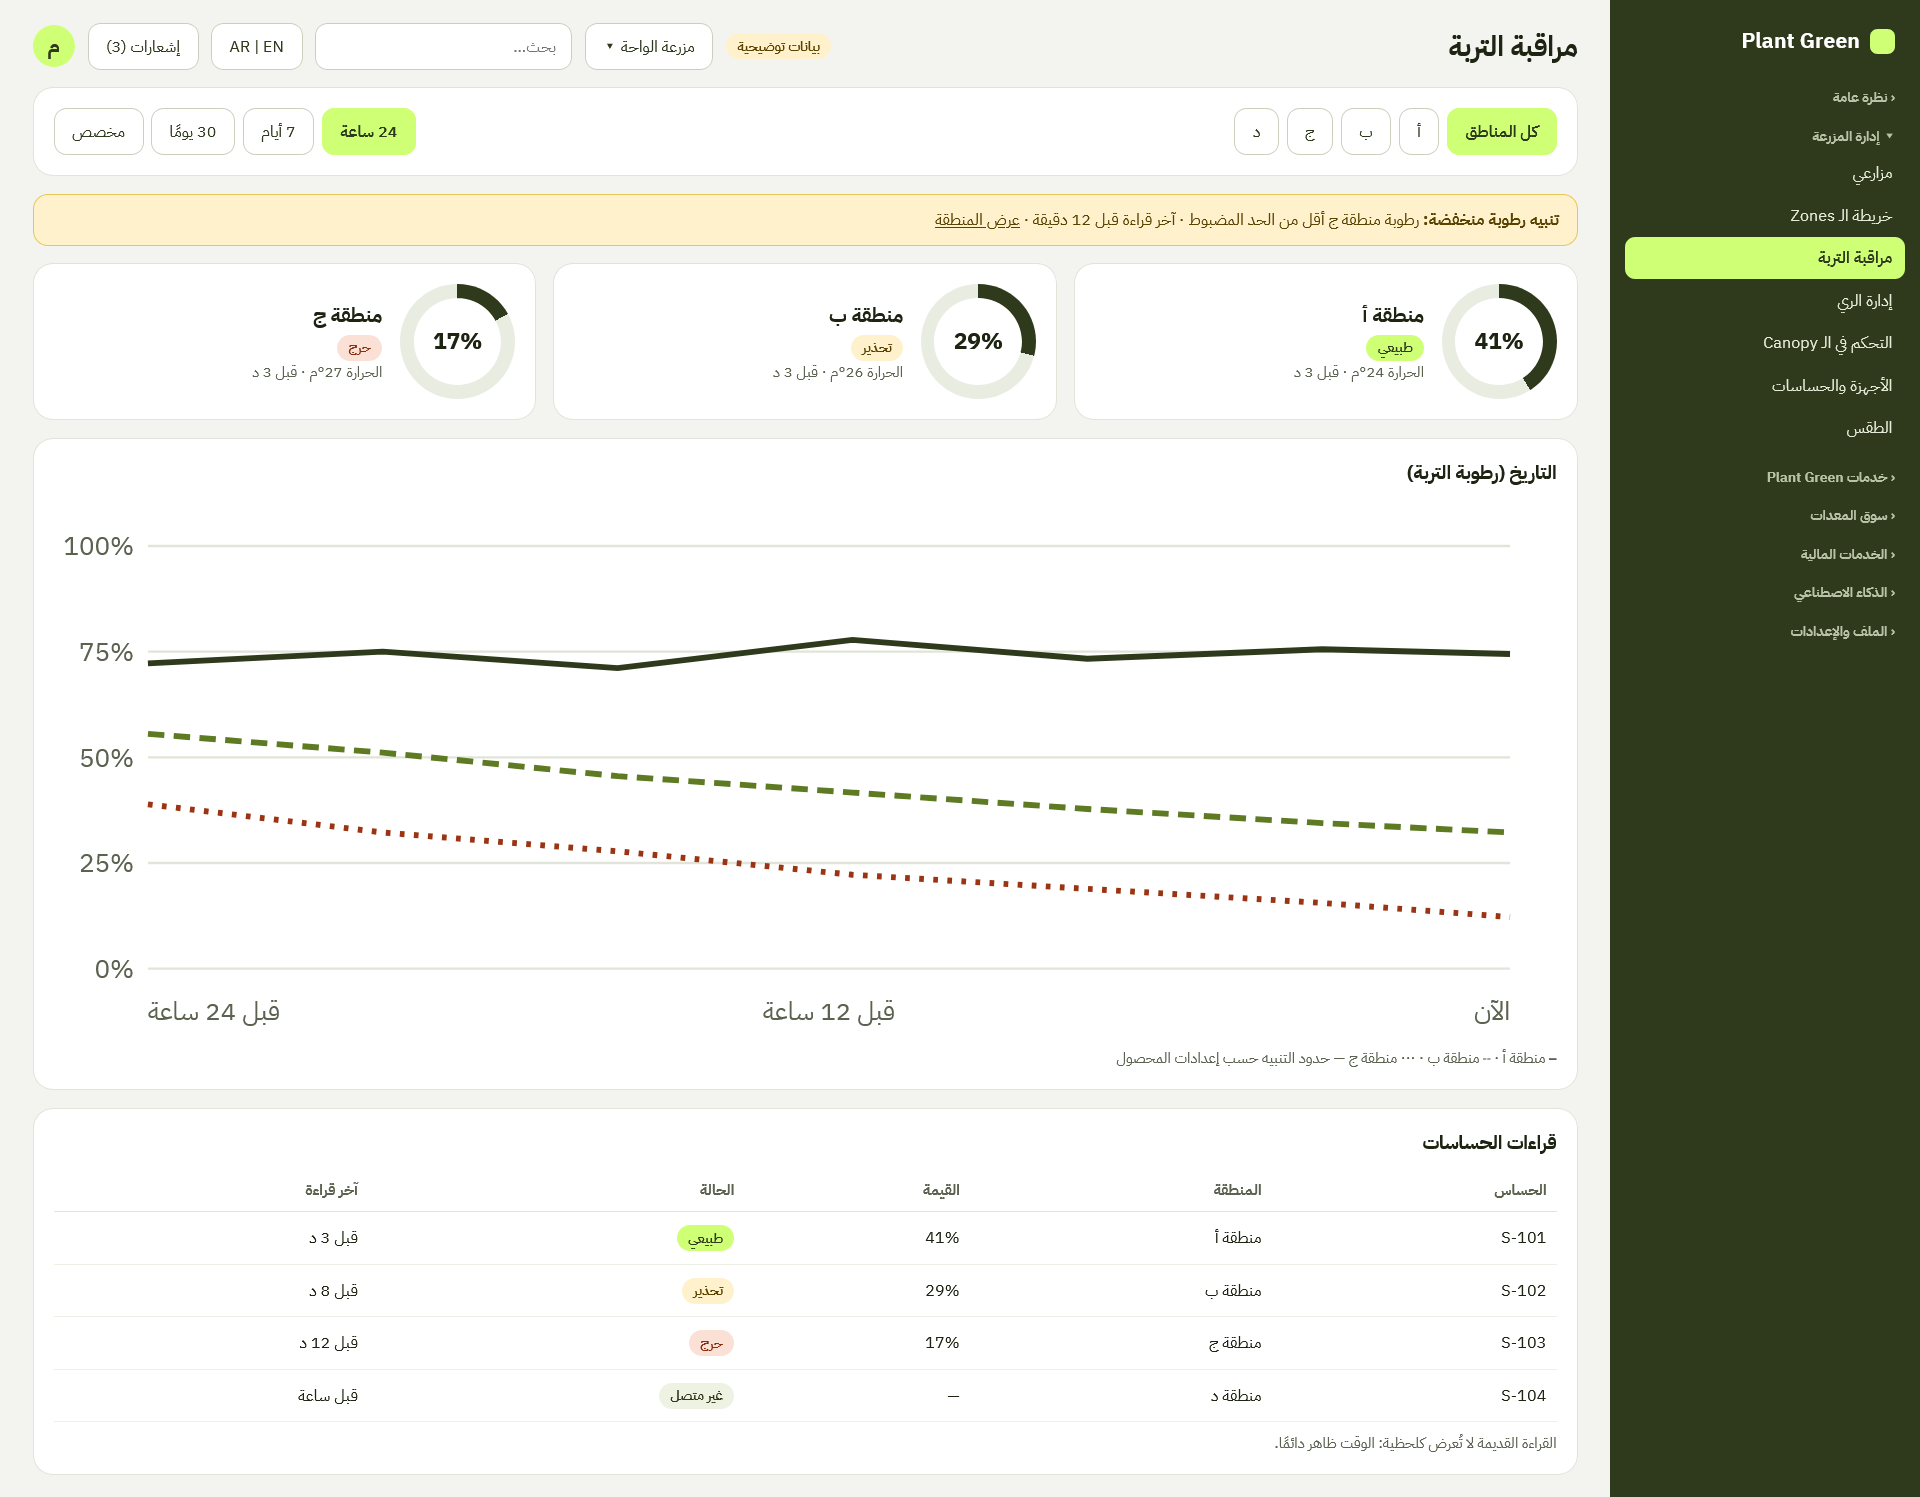 Plant Green
‹ نظرة عامة
▾ إدارة المزرعة
مزارعي
خريطة الـ Zones
مراقبة التربة
إدارة الري
التحكم في الـ Canopy
الأجهزة والحساسات
الطقس
‹ خدمات Plant Green
‹ سوق المعدات
‹ الخدمات المالية
‹ الذكاء الاصطناعي
‹ الملف والإعدادات
مراقبة التربة
بيانات توضيحية
مزرعة الواحة ▾
بحث...
AR | EN
إشعارات (3)
م
كل المناطق
أ
ب
ج
د
24 ساعة
7 أيام
30 يومًا
مخصص
تنبيه رطوبة منخفضة: رطوبة منطقة ج أقل من الحد المضبوط · آخر قراءة قبل 12 دقيقة · عرض المنطقة
41%
منطقة أ
طبيعي
الحرارة 24°م · قبل 3 د
29%
منطقة ب
تحذير
الحرارة 26°م · قبل 3 د
17%
منطقة ج
حرج
الحرارة 27°م · قبل 3 د
التاريخ (رطوبة التربة)
100%
75%
50%
25%
0%
قبل 24 ساعة
قبل 12 ساعة
الآن
– منطقة أ · -- منطقة ب · ··· منطقة ج — حدود التنبيه حسب إعدادات المحصول
قراءات الحساسات
الحساس المنطقة القيمة الحالة آخر قراءة
S-101 منطقة أ 41% طبيعي قبل 3 د
S-102 منطقة ب 29% تحذير قبل 8 د
S-103 منطقة ج 17% حرج قبل 12 د
S-104 منطقة د — غير متصل قبل ساعة
القراءة القديمة لا تُعرض كلحظية: الوقت ظاهر دائمًا.